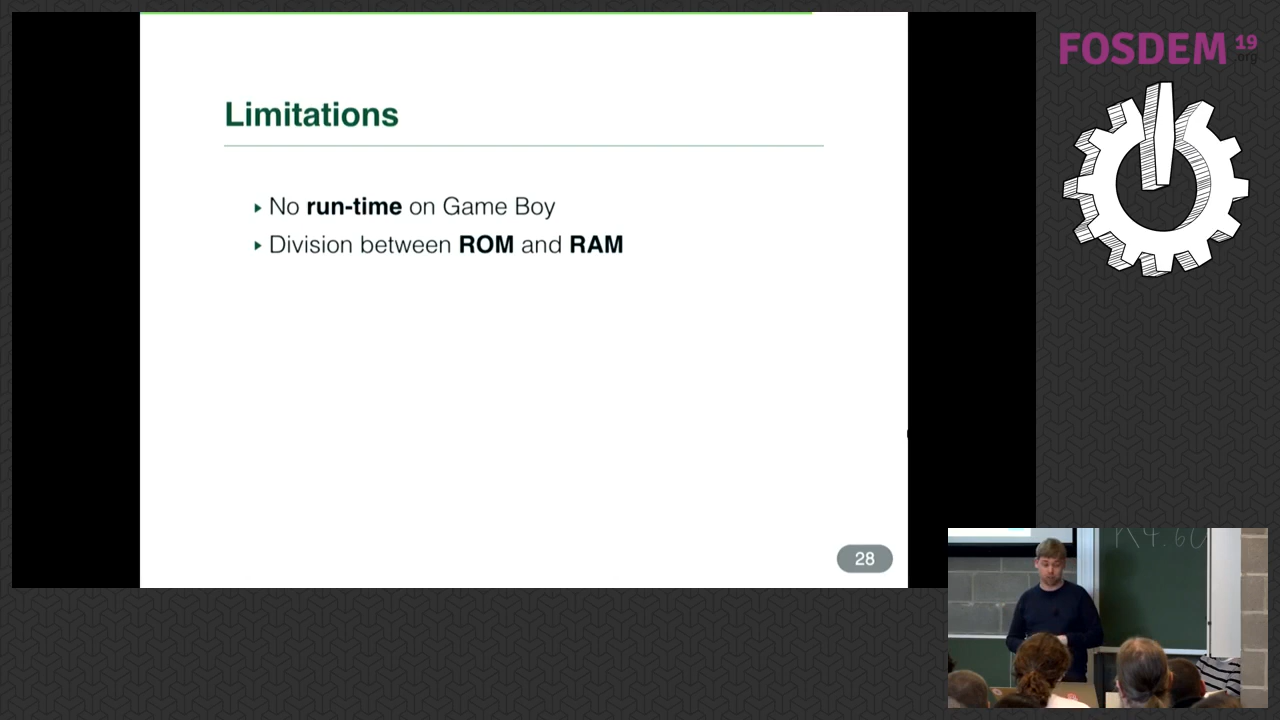 FOSDEM 19
.org
Limitations
No run-time on Game Boy
Division between ROM and RAM
28